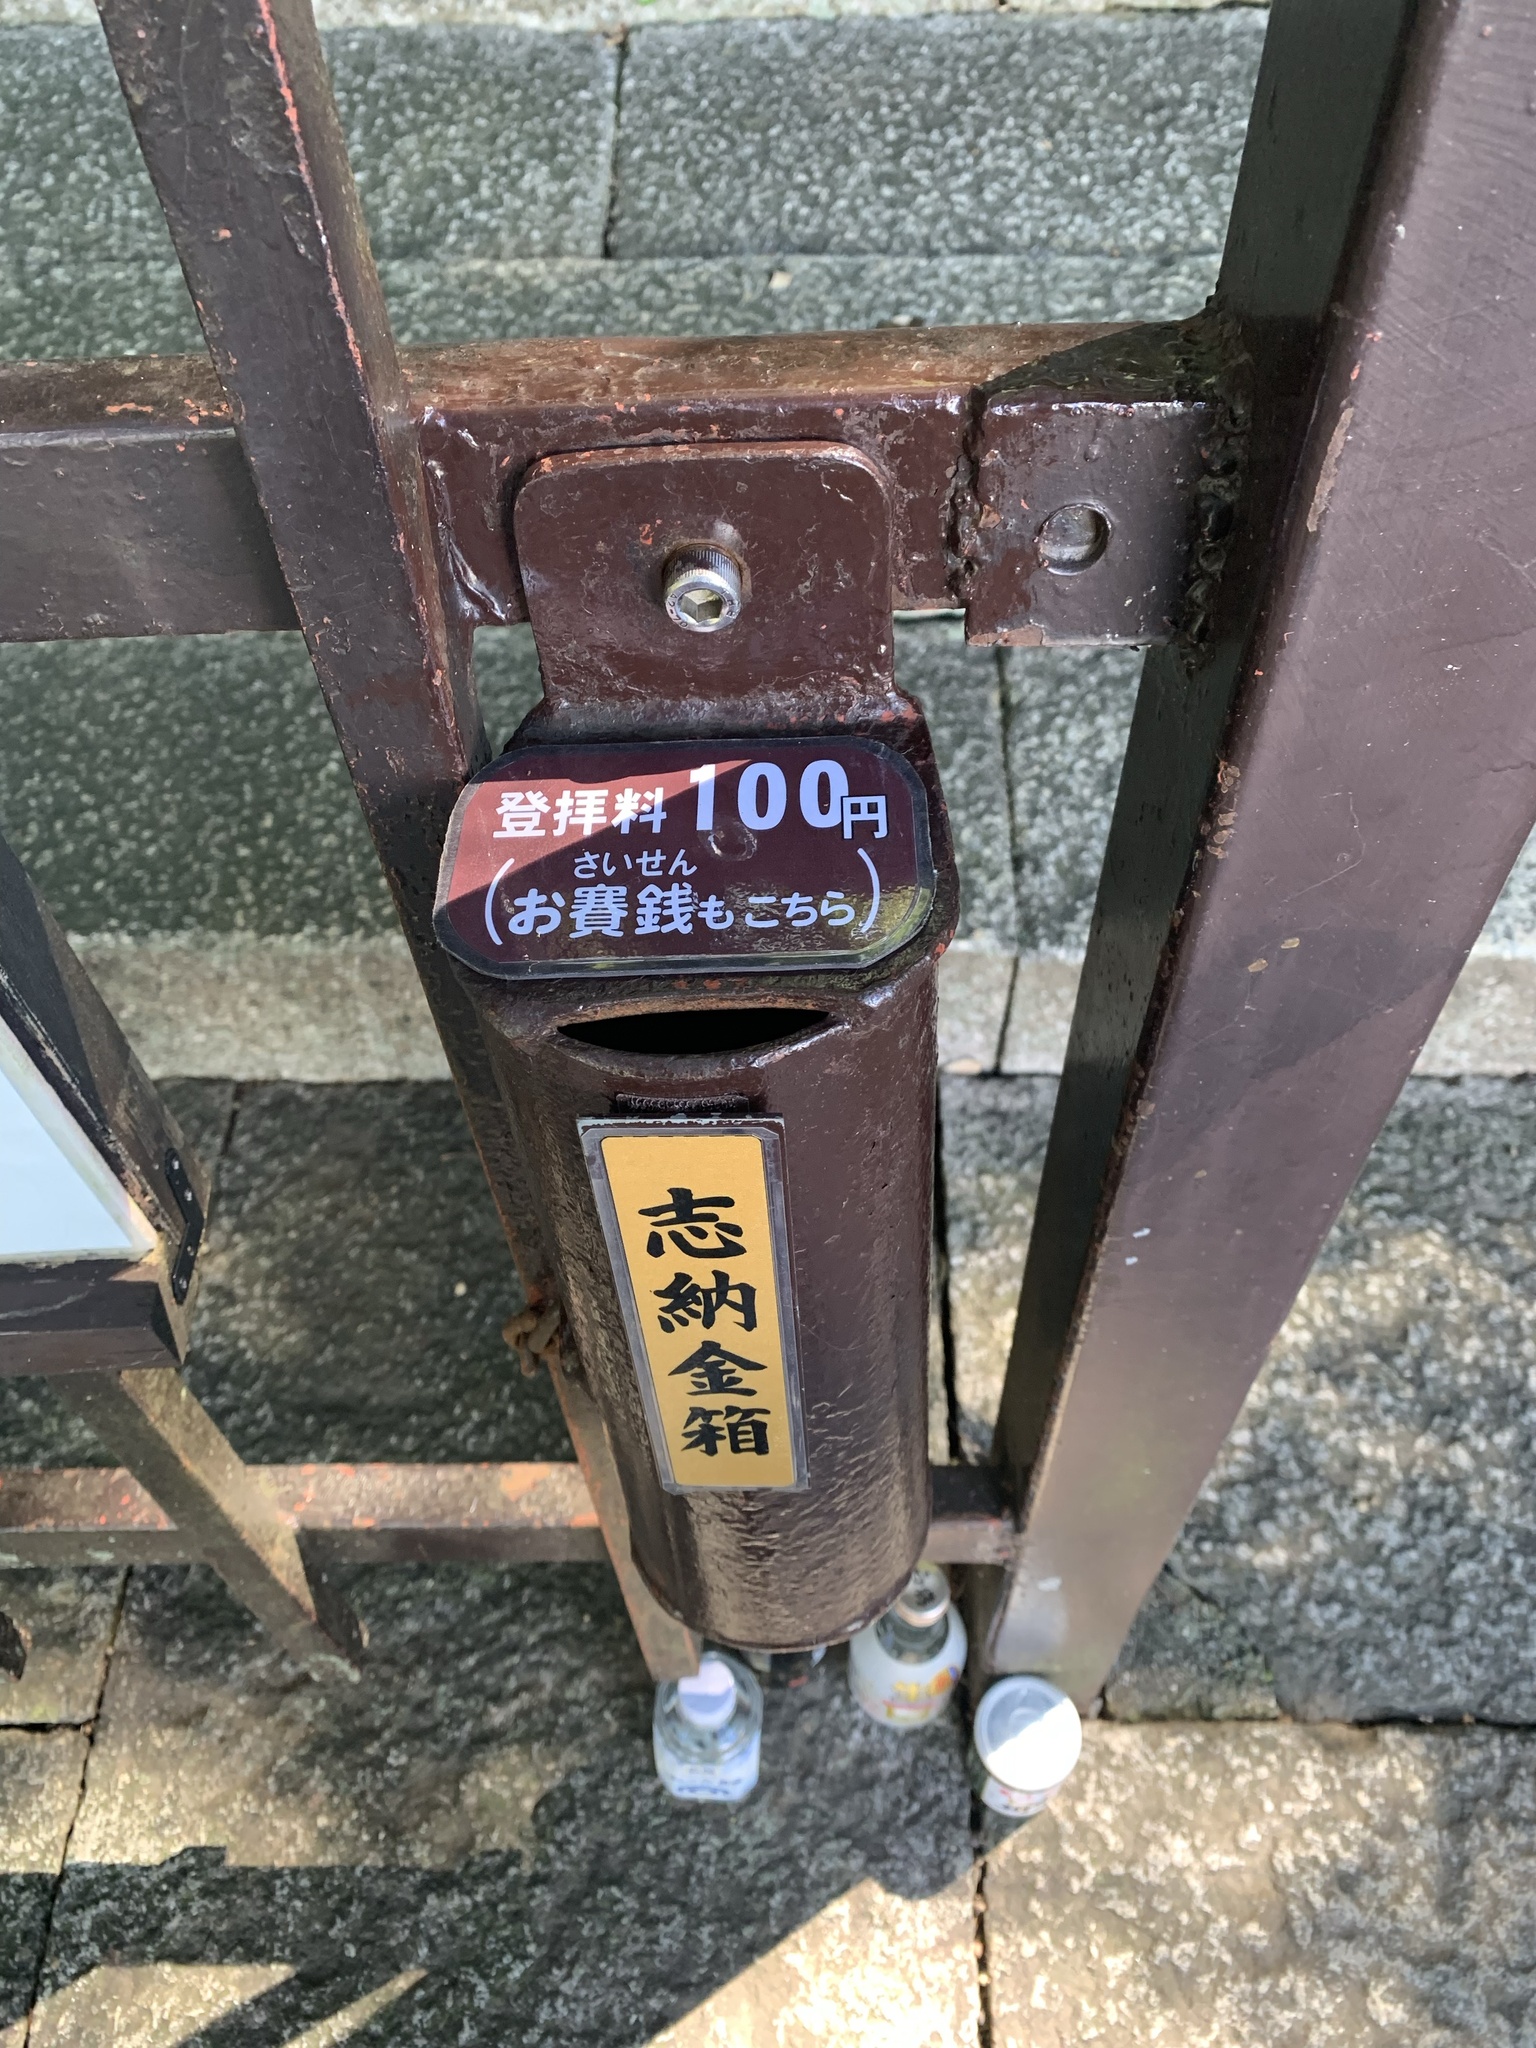 登拝料100円
さいせん
(お賽銭もこちら)
志納金箱